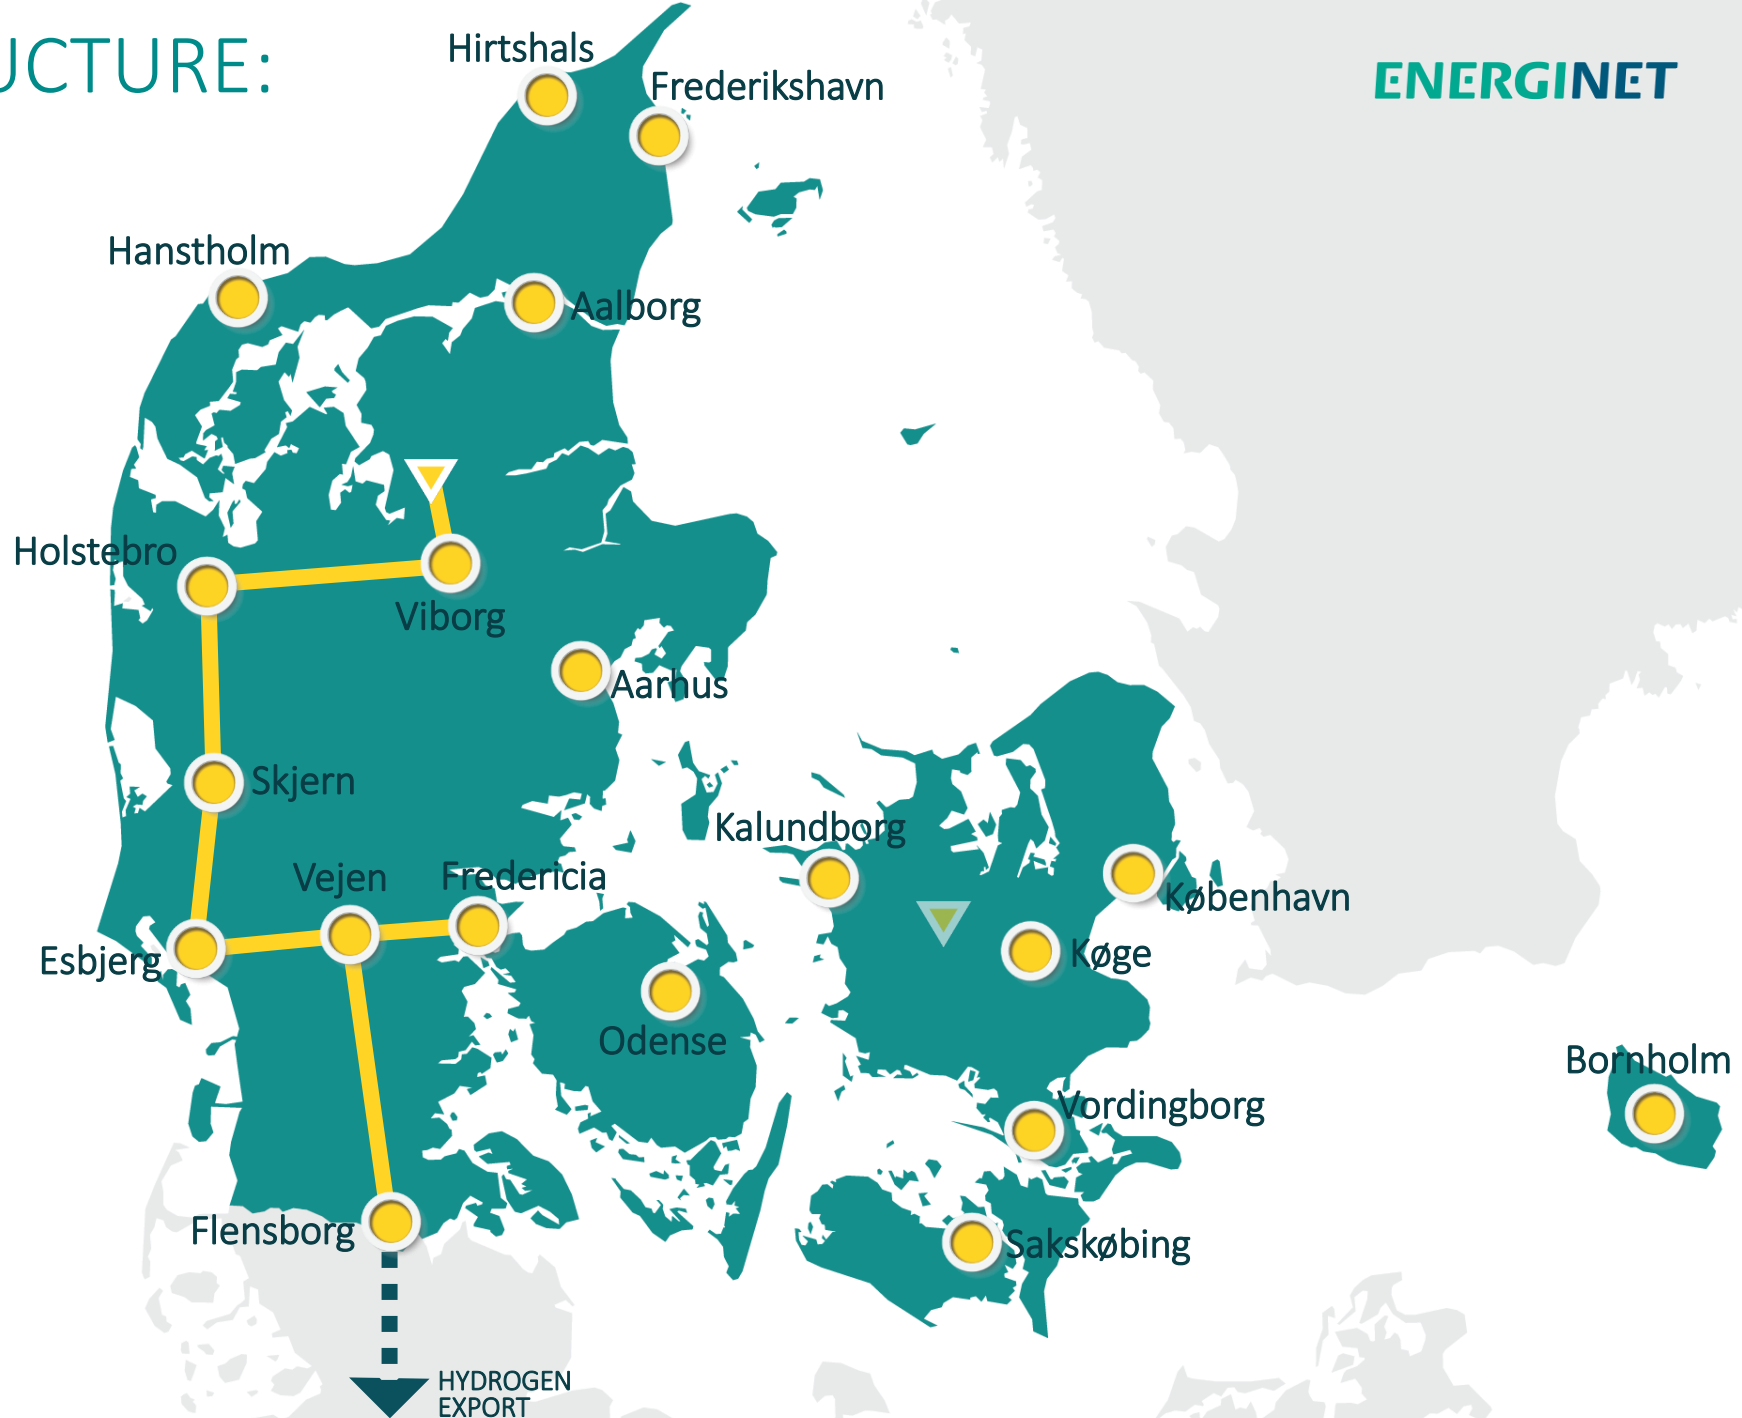 UCTURE:
ENERGINET
Hirtshals
Frederikshavn
Hanstholm
Aalborg
Holstebro
Viborg
Aarhus
Skjern
Kalundborg
Vejen
Fredericia
København
Esbjerg
Køge
Odense
Bornholm
Vordingborg
Flensborg
Sakskøbing
HYDROGEN
EXPORT